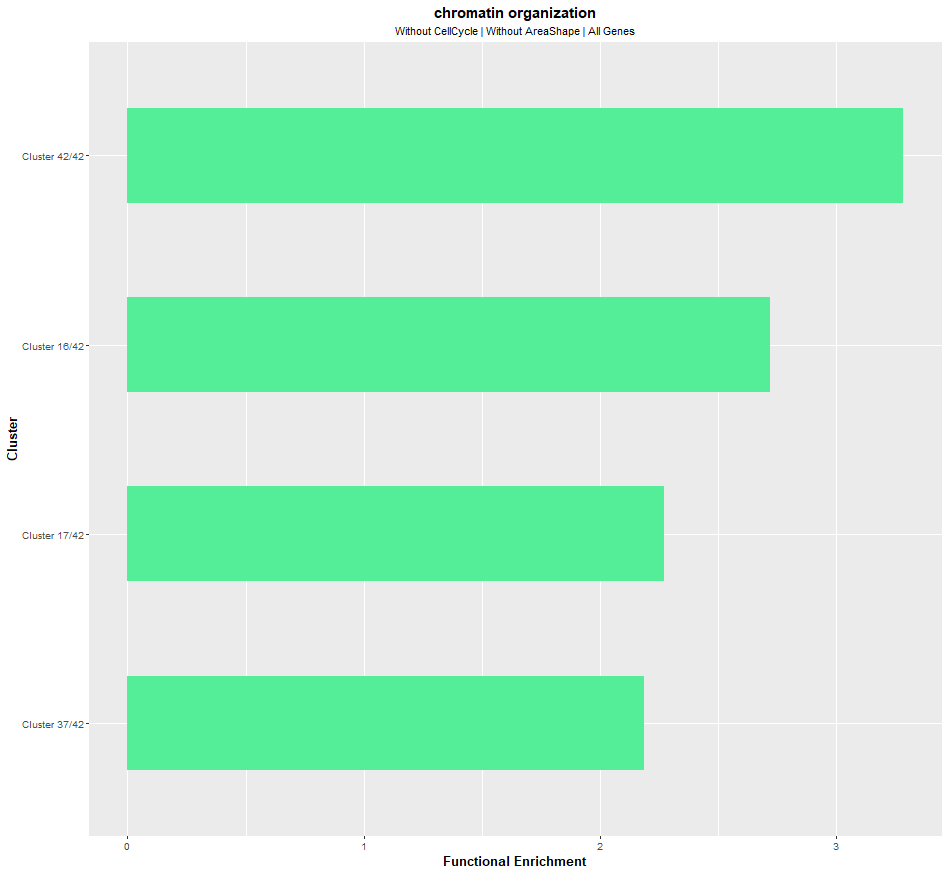 chromatin organization
Without CellCycle | Without AreaShape | All Genes
Cluster 42/42
Cluster 16/42
Cluster 17/42
Cluster 37/42
Cluster
0 1 2 3
Functional Enrichment